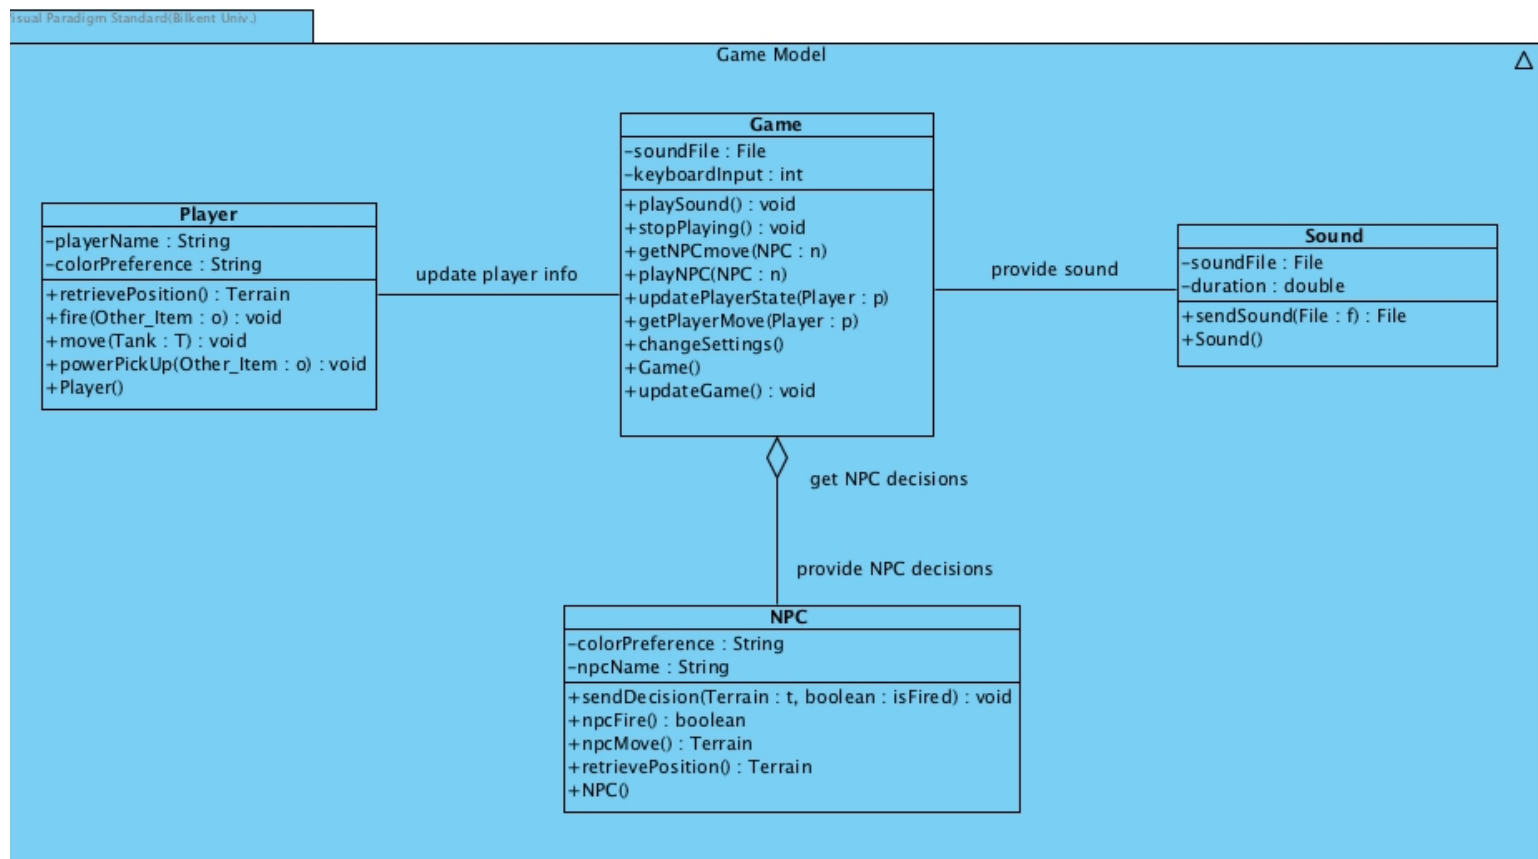 isual Paradigm Standard(Bilkent Univ.)
Game Model
Game
-soundFile : File
-keyboardInput : int
+playSound() : void
+stopPlaying() : void
+getNPCmove(NPC : n)
+playNPC(NPC : n)
+updatePlayerState(Player : p)
+getPlayerMove(Player : p)
+changeSettings()
+Game()
+updateGame() : void
Player
-playerName : String
-colorPreference : String
+retrievePosition() : Terrain
+fire(Other_Item : o) : void
+move(Tank : T) : void
+powerPickUp(Other_Item : o) : void
+Player()
update player info
provide sound
Sound
-soundFile : File
-duration : double
+sendSound(File : f) : File
+Sound()
get NPC decisions
provide NPC decisions
NPC
-colorPreference : String
-npcName : String
+sendDecision(Terrain : t, boolean : isFired) : void
+npcFire() : boolean
+npcMove() : Terrain
+retrievePosition() : Terrain
+NPC()